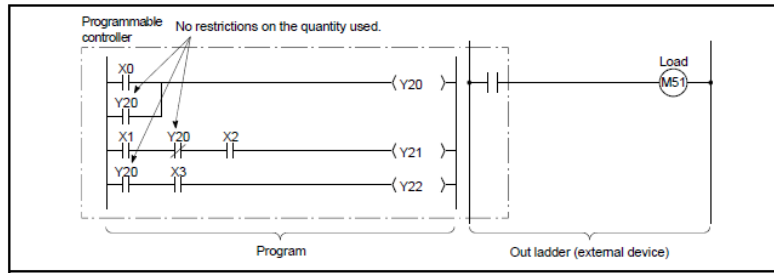 Programmable controller
No restrictions on the quantity used.
Load
X0
Y20
M51
Y20
X1 Y20 X2
Y21
Y20 X3
Y22
Program
Out ladder (external device)